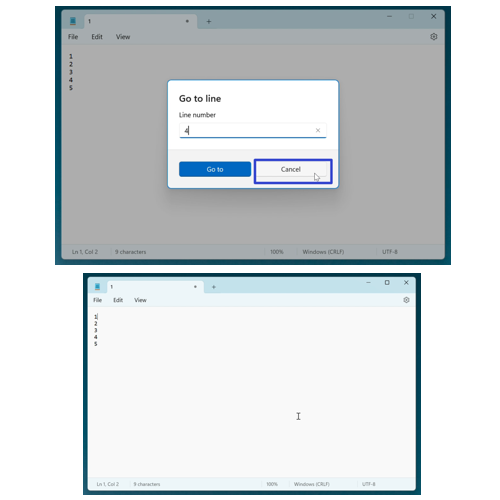 1
File Edit View
1
2
3
4
5
Go to line
Line number
4
Go to Cancel
Ln 1, Col 2 9 characters 100% Windows (CRLF) UTF-8
1
File Edit View
1
2
3
4
5
Ln 1, Col 2 9 characters 100% Windows (CRLF) UTF-8